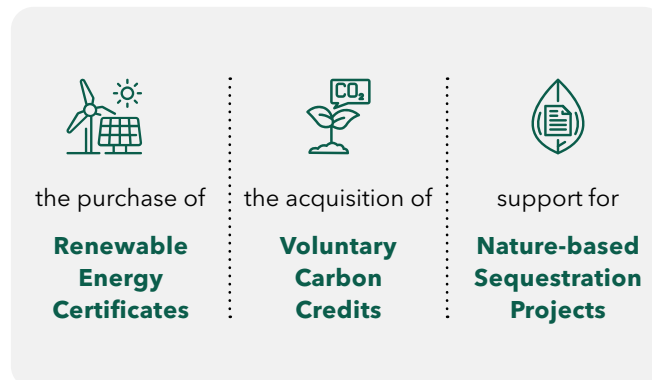 CO₂
the purchase of
Renewable
Energy
Certificates
the acquisition of
Voluntary
Carbon
Credits
support for
Nature-based
Sequestration
Projects